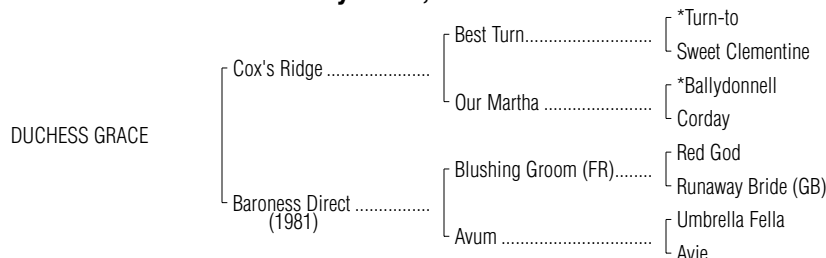 Best Turn........................................
*Turn-to
Sweet Clementine
Cox's Ridge ......................
Our Martha ..................................
*Ballydonnell
Corday
DUCHESS GRACE
Blushing Groom (FR)........
Red God
Runaway Bride (GB)
Baroness Direct ................
(1981)
Avum ...............................................
Umbrella Fella
Avie